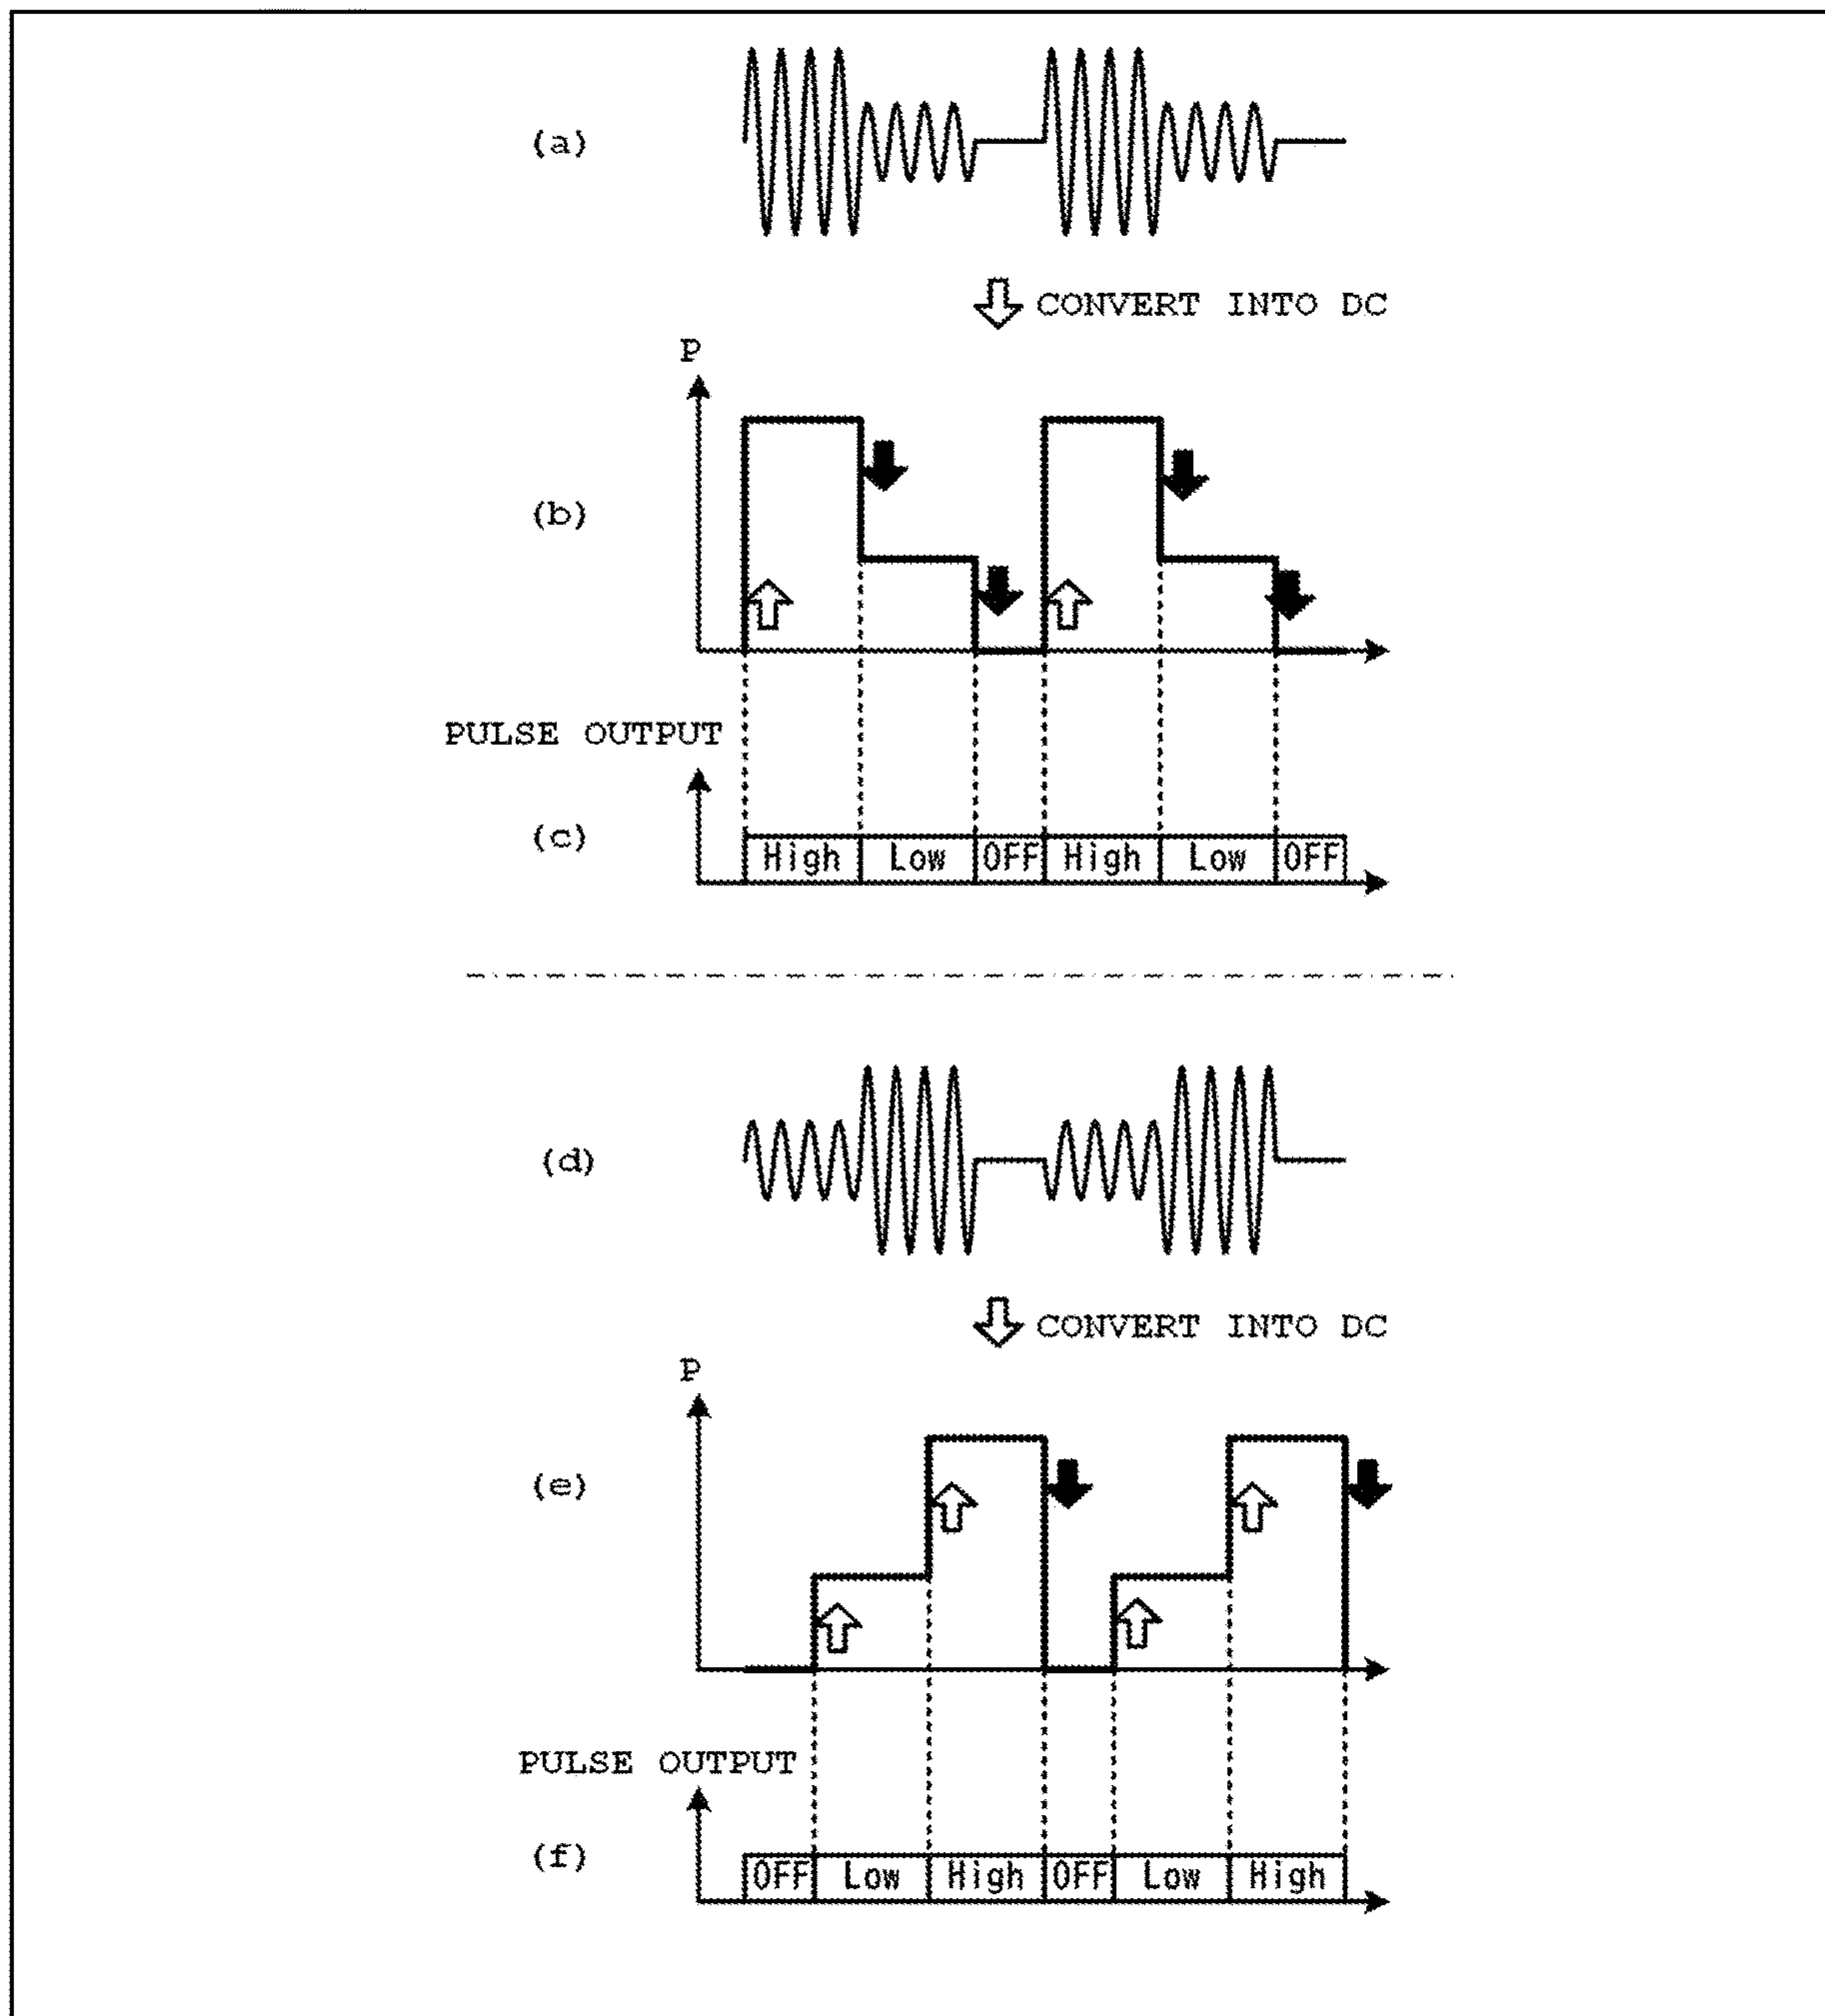 (a)
CONVERT INTO DC
P
(b)
PULSE OUTPUT
(c)
High Low OFF High Low OFF
(d)
CONVERT INTO DC
P
(e)
PULSE OUTPUT
(f)
OFF Low High OFF Low High